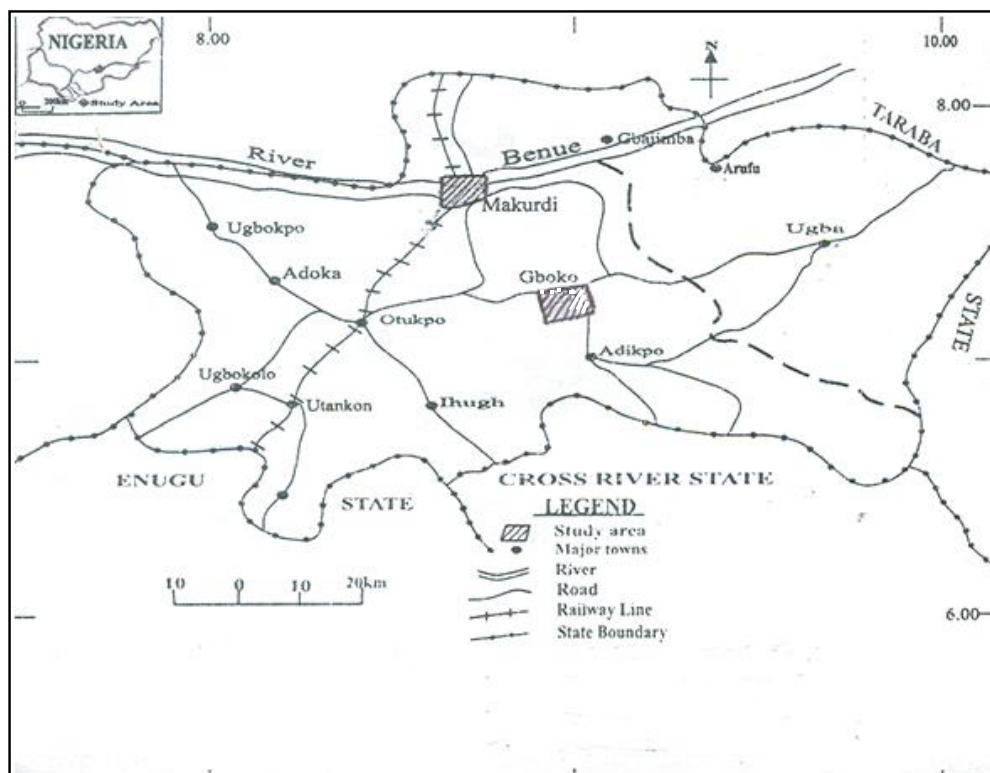 8.00
10.00
NIGERIA
200km
Study Area
N
8.00
TARABA
River
Benue
Gbajimba
Arafu
Makurdi
Ugbokpo
Ugba
Adoka
Gboko
Otukpo
STATE
Adikpo
Ugbokolo
Utankon
Ihugh
ENUGU
STATE
CROSS RIVER STATE
LEGEND
Study area
Major towns
River
Road
Railway Line
State Boundary
10 0 10 20km
6.00